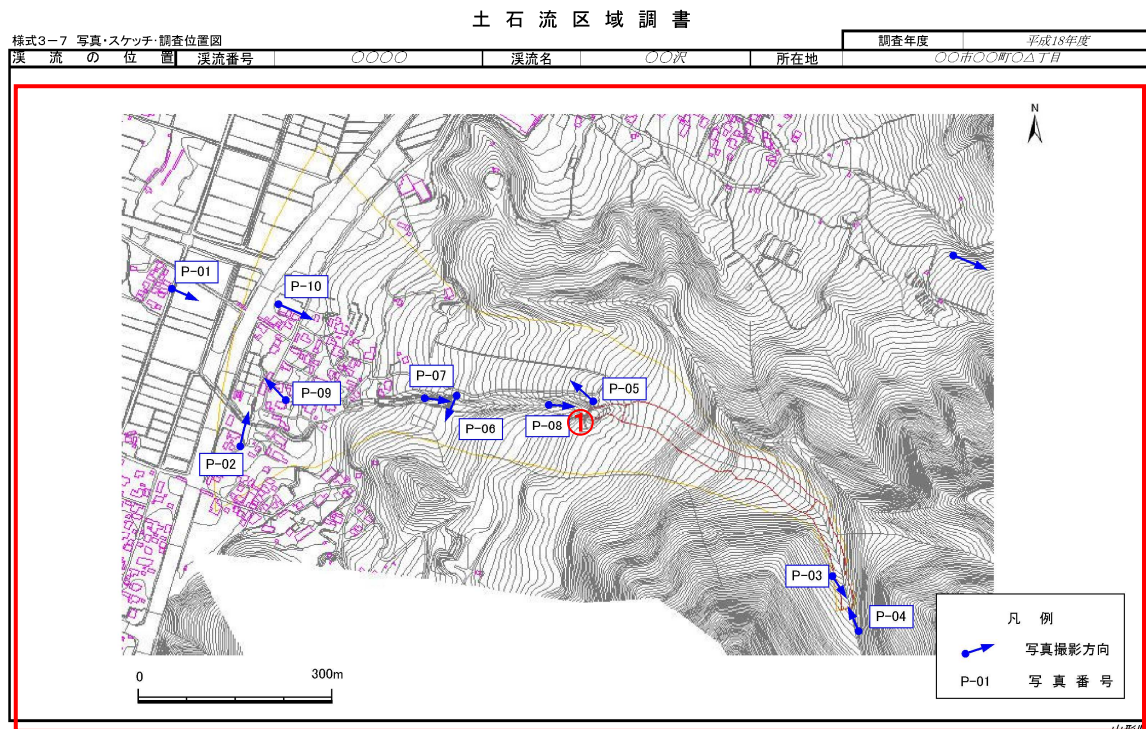 土石流区域調書
様式3-7 写真・スケッチ・調査位置図
調査年度 平成18年度
渓流の位置 渓流番号 ○○○○ 渓流名 ○○沢 所在地 ○○市○○町○△丁目
N
P-01
P-10
P-07
P-05
P-09
P-06
P-08
①
P-02
P-03
P-04
凡例
写真撮影方向
P-01 写真番号
0 300m